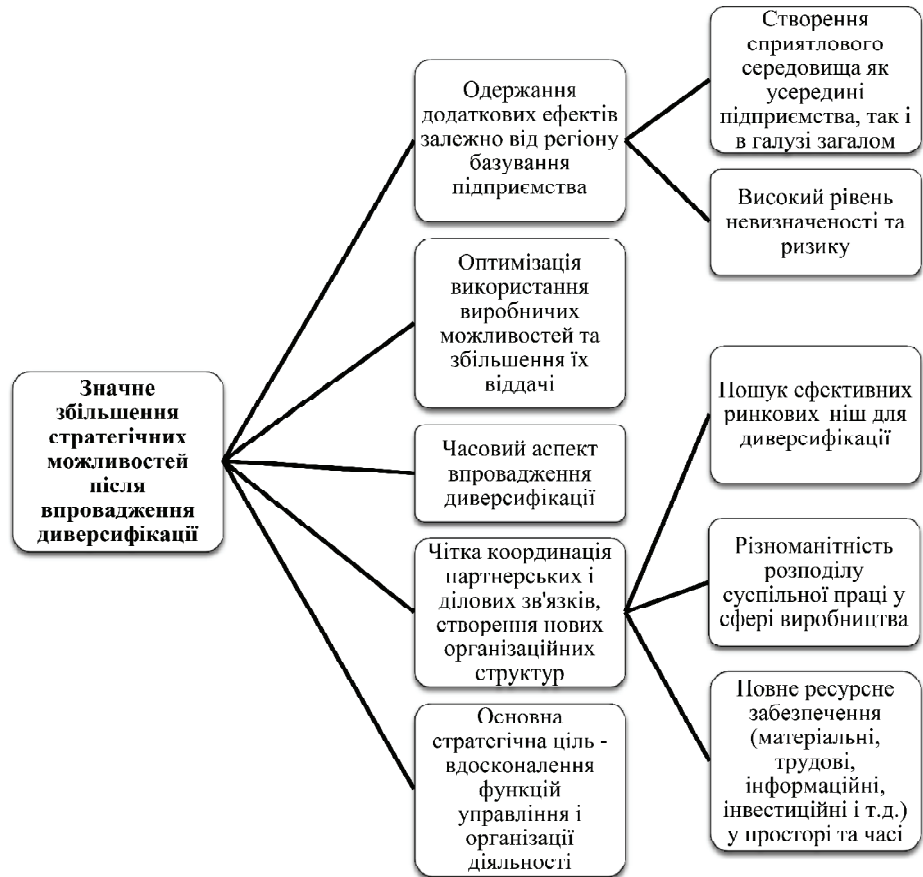 Значне
збільшення
стратегічних
можливостей
після
впровадження
диверсифікації
Одержання
додаткових ефектів
залежно від регіону
базування
підприємства
Оптимізація
використання
виробничих
можливостей та
збільшення їх
віддачі
Часовий аспект
впровадження
диверсифікації
Чітка координація
партнерських і
ділових зв'язків,
створення нових
організаційних
структур
Основна
стратегічна ціль -
вдосконалення
функцій
управління і
організації
діяльності
Створення
сприятлового
середовища як
усередині
підприємства, так і
в галузі загалом
Високий рівень
невизначеності та
ризику
Пошук ефективних
ринкових ніш для
диверсифікації
Різноманітність
розподілу
суспільної праці у
сфері виробництва
Повне ресурсне
забезпечення
(матеріальні,
трудові,
інформаційні,
інвестиційні і т.д.)
у просторі та часі